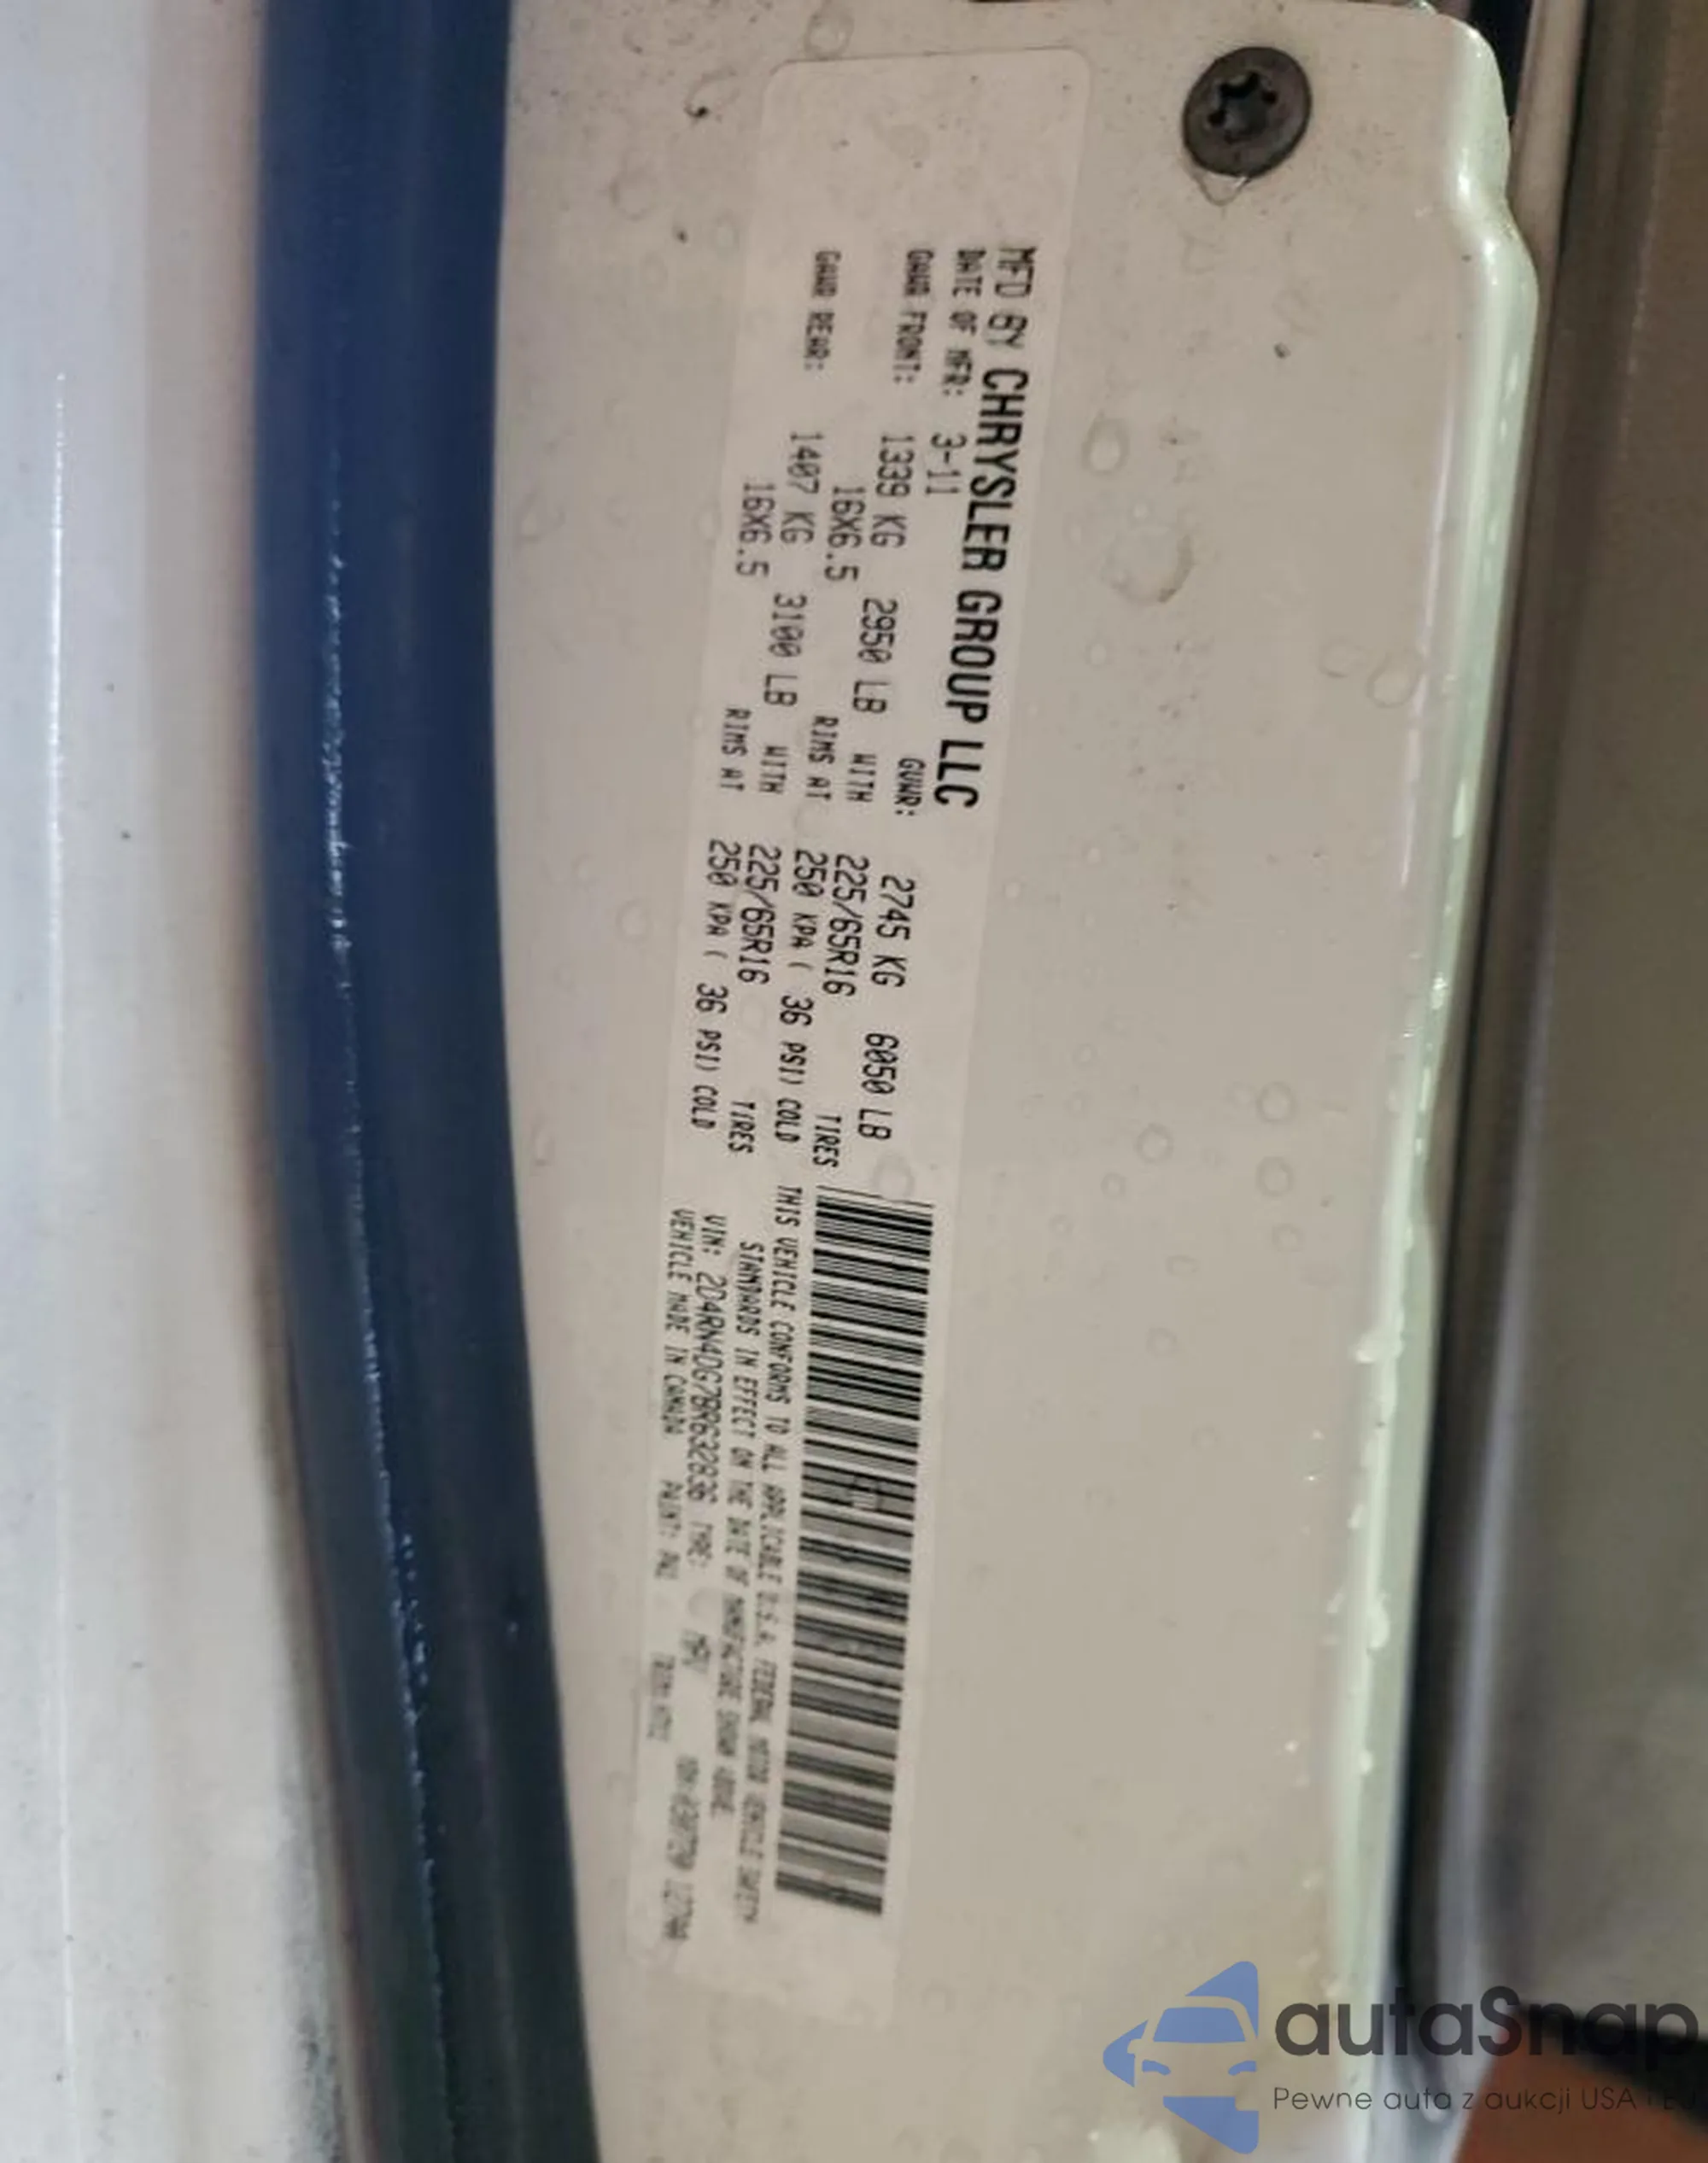 MFD BY CHRYSLER GROUP LLC
DATE OF MFR: 3-11 GVWR: 2745 KG 6050 LB
GAWR FRONT: 1339 KG 2950 LB WITH 225/65R16 TIRES
16X6.5 RIMS AT 250 KPA ( 36 PSI) COLD
GAWR REAR: 1407 KG 3100 LB WITH 225/65R16 TIRES
16X6.5 RIMS AT 250 KPA ( 36 PSI) COLD
THIS VEHICLE CONFORMS TO ALL APPLICABLE U.S.A. FEDERAL MOTOR VEHICLE SAFETY
STANDARDS IN EFFECT ON THE DATE OF MANUFACTURE SHOWN ABOVE.
VIN: 2D4RN4DG7BR632836 TYPE: MPV
VEHICLE MADE IN CANADA PAINT:
autaSnap
Pewne auta z aukcji USA